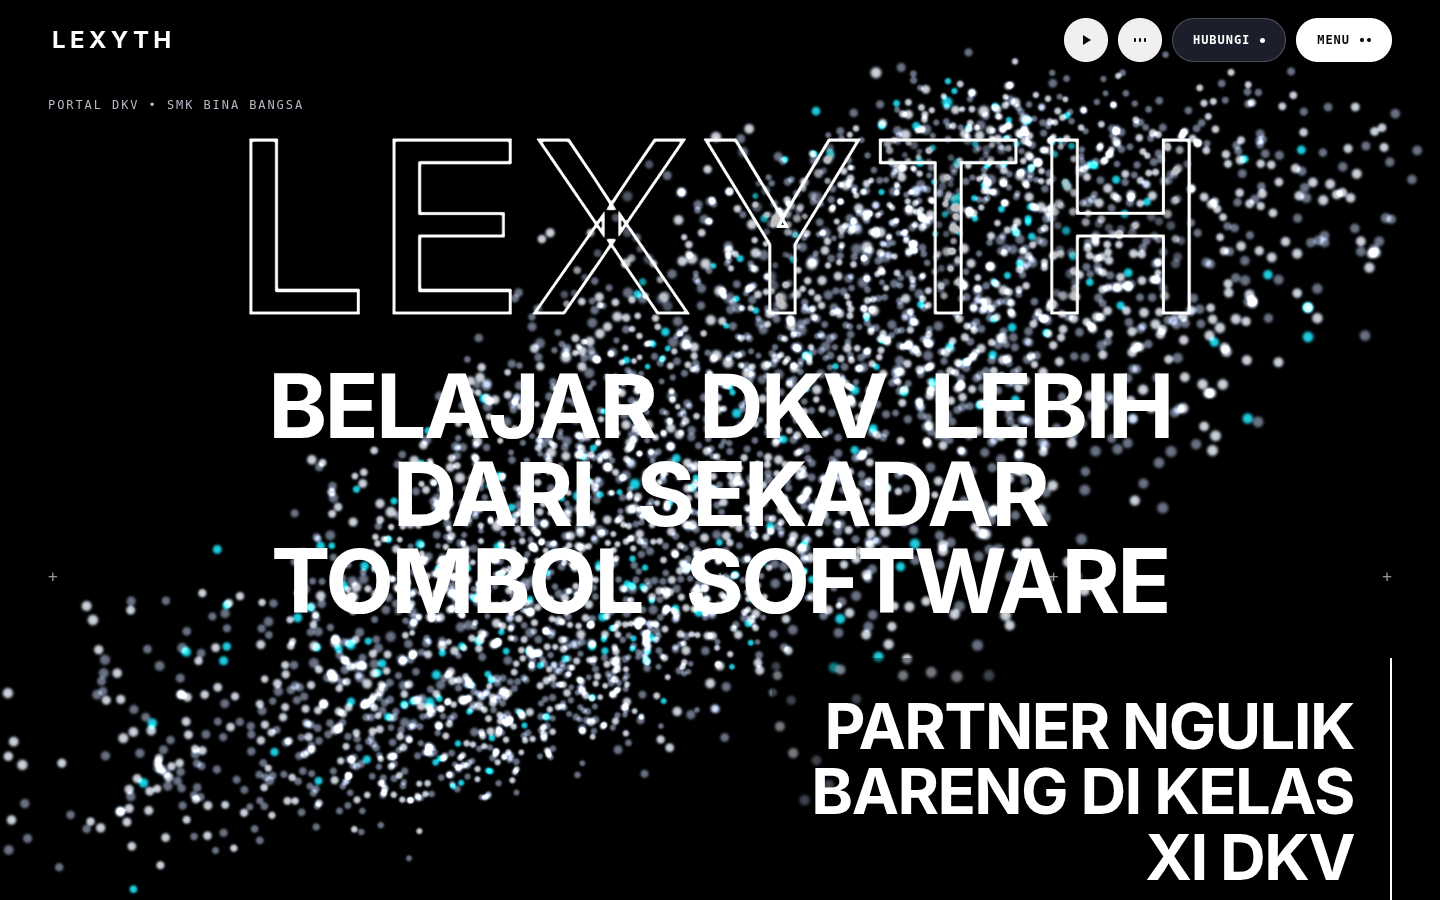 LEXYTH
HUBUNGI
MENU
PORTAL DKV • SMK BINA BANGSA
LEXYTH
BELAJAR DKV LEBIH
DARI SEKADAR
TOMBOL SOFTWARE
PARTNER NGULIK
BARENG DI KELAS
XI DKV